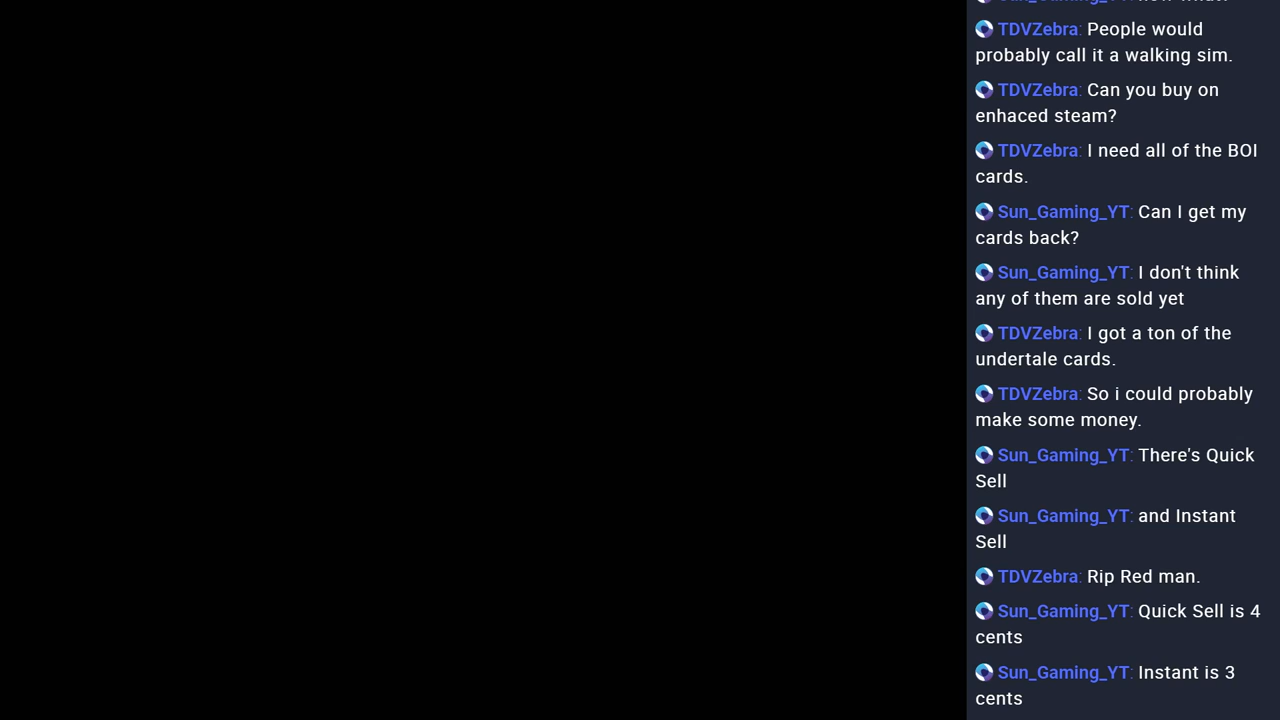 TDVZebra: People would
probably call it a walking sim.
TDVZebra: Can you buy on
enhaced steam?
TDVZebra: I need all of the BOI
cards.
Sun_Gaming_YT: Can I get my
cards back?
Sun_Gaming_YT: I don't think
any of them are sold yet
TDVZebra: I got a ton of the
undertale cards.
TDVZebra: So i could probably
make some money.
Sun_Gaming_YT: There's Quick
Sell
Sun_Gaming_YT: and Instant
Sell
TDVZebra: Rip Red man.
Sun_Gaming_YT: Quick Sell is 4
cents
Sun_Gaming_YT: Instant is 3
cents